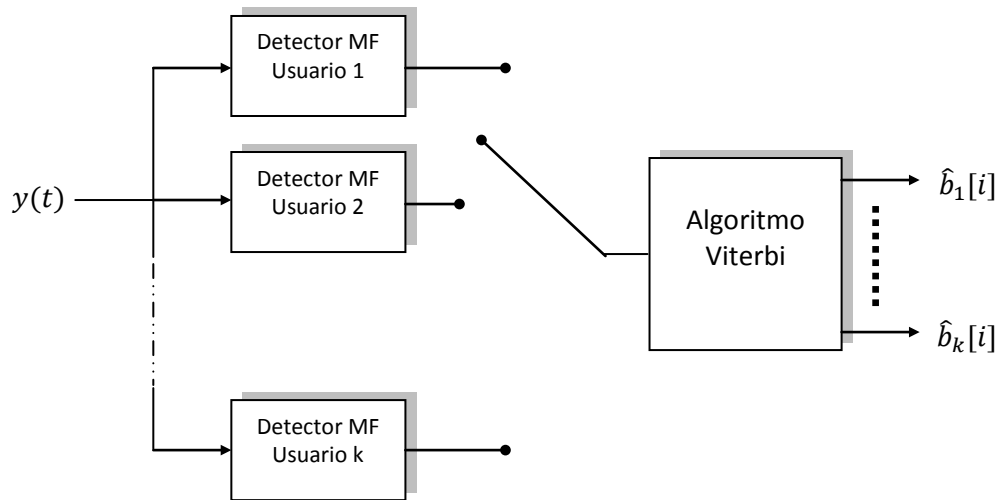 Detector MF
Usuario 1
Detector MF
Usuario 2
y(t)
Algoritmo
Viterbi
b̂₁[i]
b̂ₖ[i]
Detector MF
Usuario k